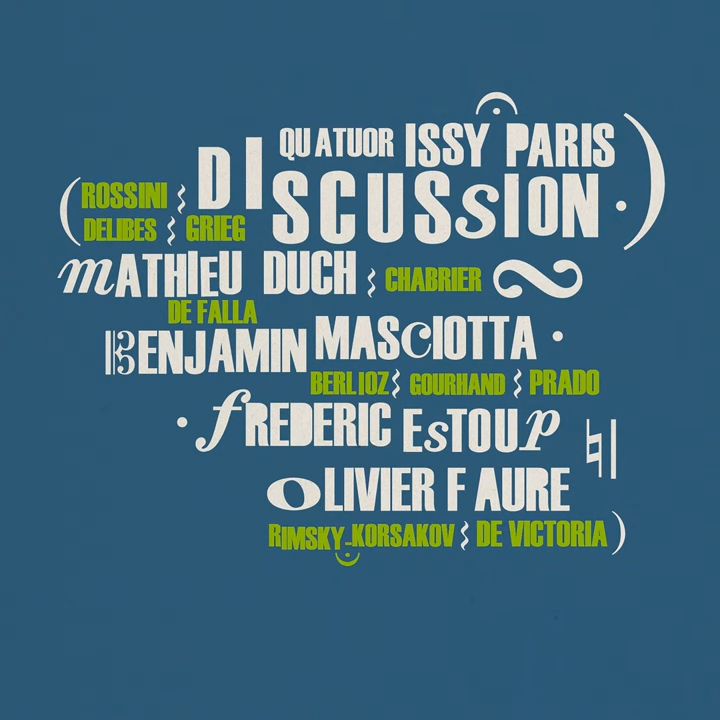 QUATUOR ISSY PARIS
DISCUSSION
(ROSSINI
DELIBES GRIEG
MATHIEU DUCH CHABRIER
DE FALLA
BENJAMIN MASCIOTTA
BERLIOZ GOURHAND PRADO
FREDERIC ESTOUP
OLIVIER FAURE
RIMSKY-KORSAKOV DE VICTORIA)